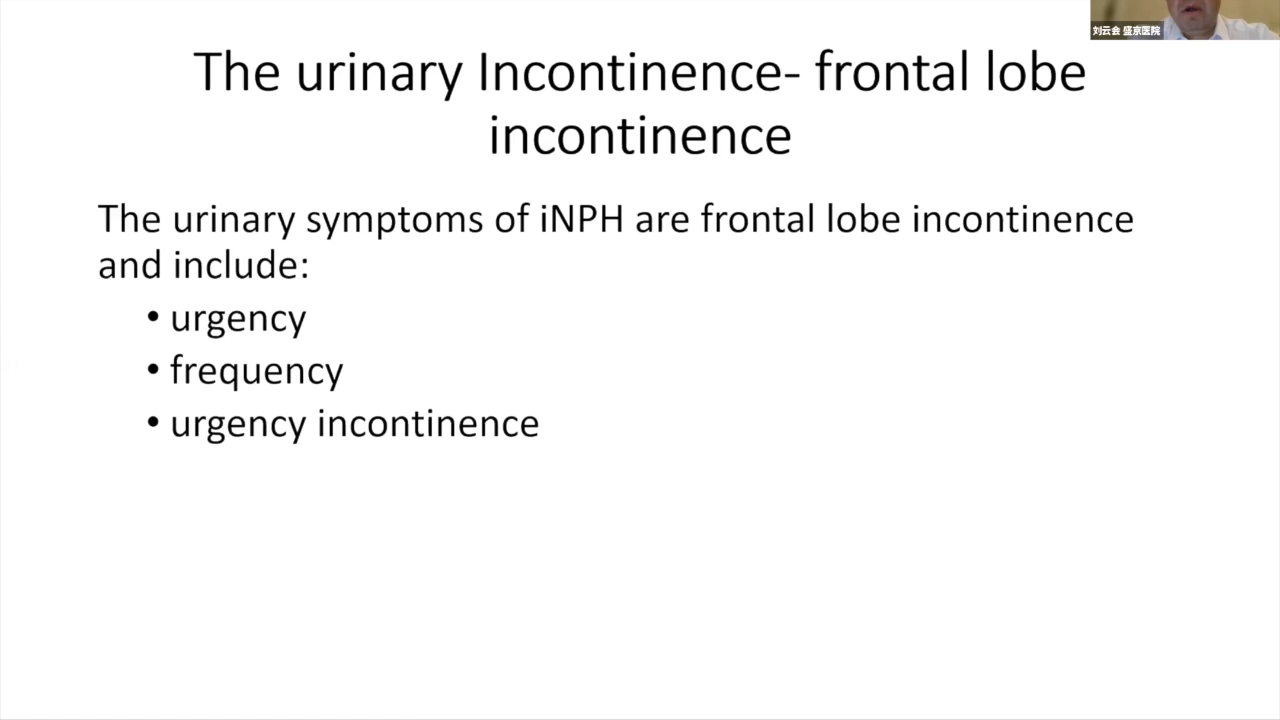 刘云会 盛京医院
The urinary Incontinence- frontal lobe
incontinence
The urinary symptoms of iNPH are frontal lobe incontinence
and include:
• urgency
• frequency
• urgency incontinence